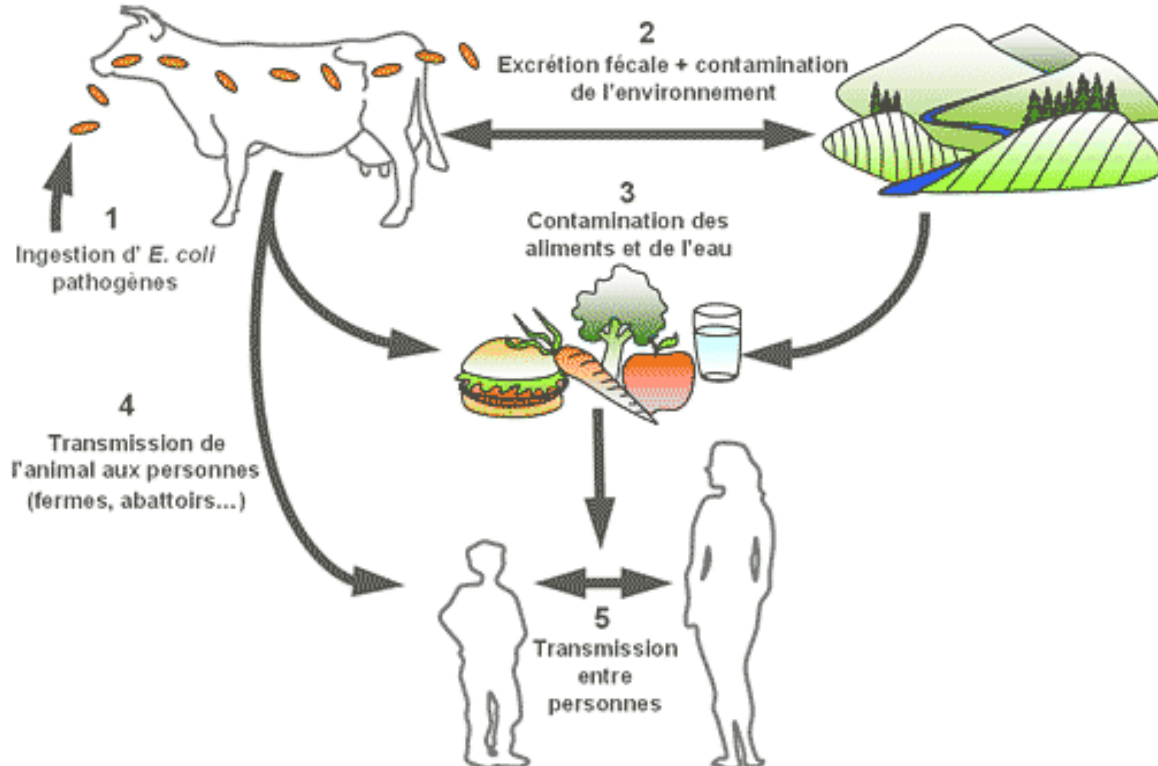 1
Ingestion d' E. coli
pathogènes
2
Excrétion fécale + contamination
de l'environnement
3
Contamination des
aliments et de l'eau
4
Transmission de
l'animal aux personnes
(fermes, abattoirs...)
5
Transmission
entre
personnes